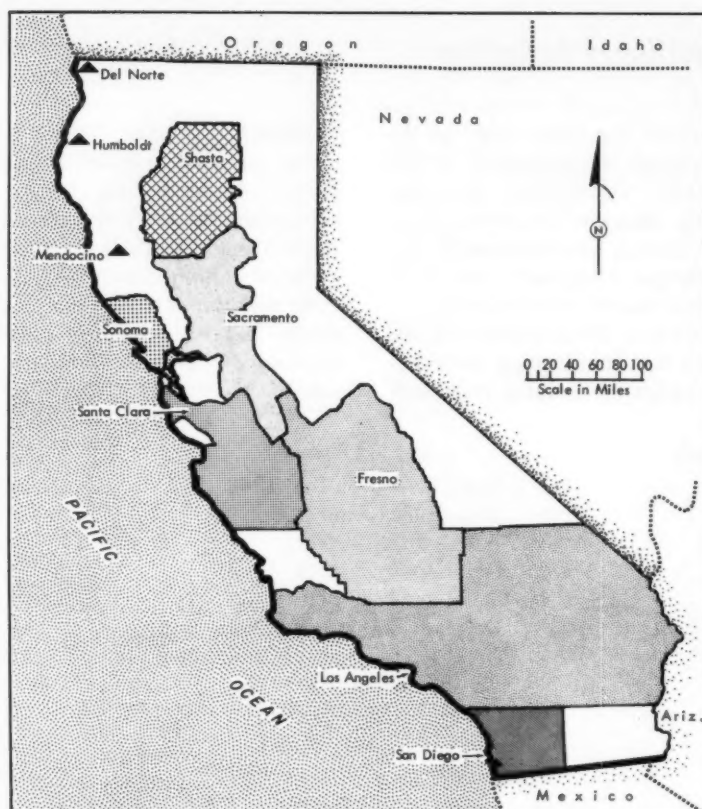 Oregon
Idaho
Del Norte
Nevada
Humboldt
Shasta
N
Mendocino
Sacramento
Sonoma
0 20 40 60 80 100
Scale in Miles
Santa Clara
Fresno
PACIFIC
OCEAN
Los Angeles
Ariz.
San Diego
Mexico